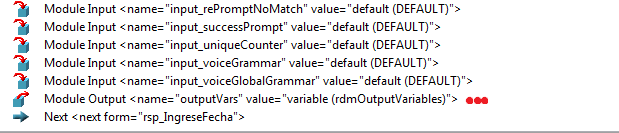 Module Input <name="input_rePromptNoMatch" value="default (DEFAULT)">
Module Input <name="input_successPrompt" value="default (DEFAULT)">
Module Input <name="input_uniqueCounter" value="default (DEFAULT)">
Module Input <name="input_voiceGrammar" value="default (DEFAULT)">
Module Input <name="input_voiceGlobalGrammar" value="default (DEFAULT)">
Module Output <name="outputVars" value="variable (rdmOutputVariables)">
Next <next form="rsp_IngreseFecha">